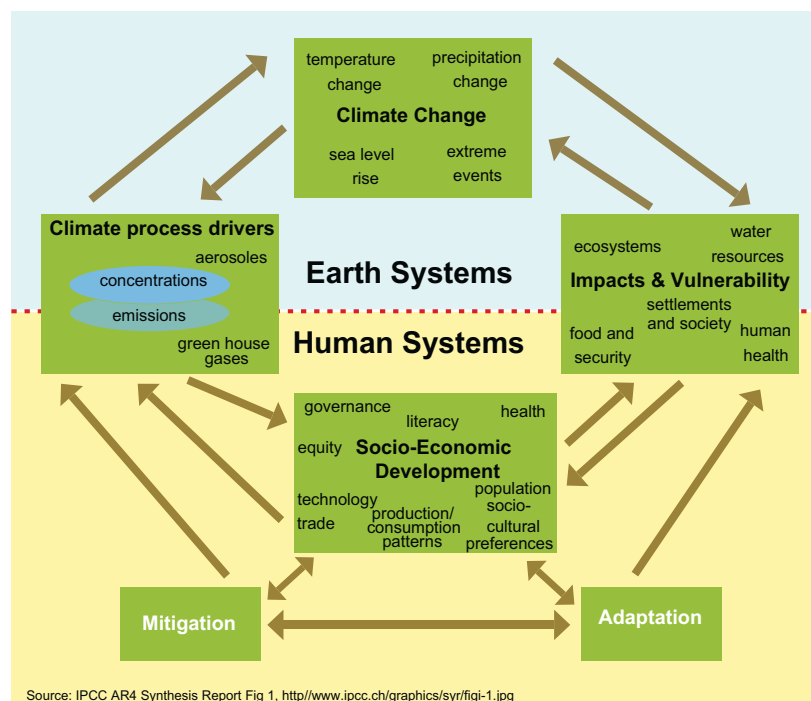 temperature
change
precipitation
change
Climate Change
sea level
rise
extreme
events
Climate process drivers
aerosoles
concentrations
emissions
green house
gases
Earth Systems
Human Systems
ecosystems
water
resources
Impacts & Vulnerability
settlements
and society
food and
security
human
health
governance
literacy
health
equity
Socio-Economic
Development
technology
trade
production/
consumption
patterns
population
socio-
cultural
preferences
Mitigation
Adaptation
Source: IPCC AR4 Synthesis Report Fig 1, http//www.ipcc.ch/graphics/syr/figi-1.jpg